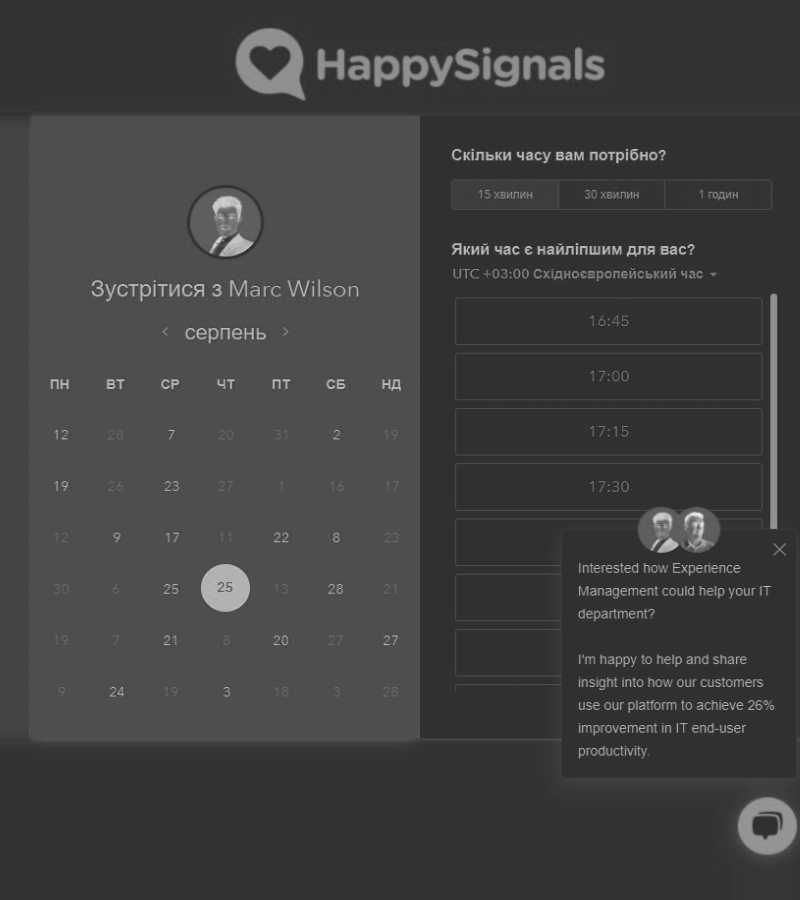 HappySignals
Зустрітися з Marc Wilson
серпень
ПН ВТ СР ЧТ ПТ СБ НД
12 28 7 20 31 2 19
19 26 23 27 1 16 17
12 9 17 11 22 8 23
30 6 25 25 13 28 21
19 7 21 8 20 27 27
9 24 19 3 18 3 28
Скільки часу вам потрібно?
15 хвилин 30 хвилин 1 годин
Який час є найліпшим для вас?
UTC +03:00 Східноєвропейський час
16:45
17:00
17:15
17:30
Interested how Experience
Management could help your IT
department?
I'm happy to help and share
insight into how our customers
use our platform to achieve 26%
improvement in IT end-user
productivity.